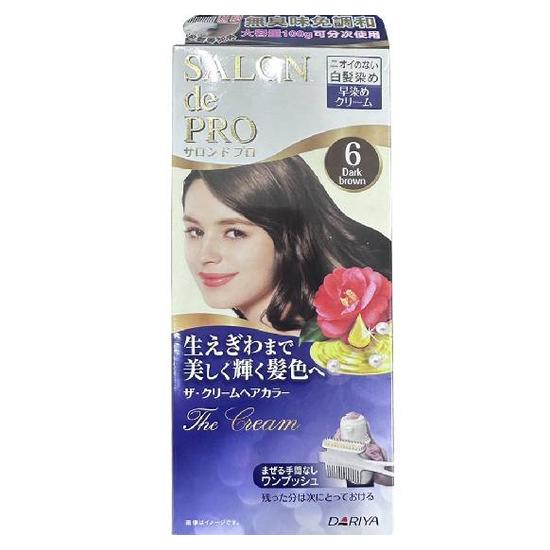 無臭味免調和
大容量100g可分次使用
SALON
de
PRO
サロンドプロ
ニオイのない
白髪染め
早染め
クリーム
6
Dark
brown
生えぎわまで
美しく輝く髪色へ
ザ・クリームヘアカラー
The Cream
まぜる手間なし
ワンプッシュ
残った分は次にとっておける
画像はイメージです。
DARIYA